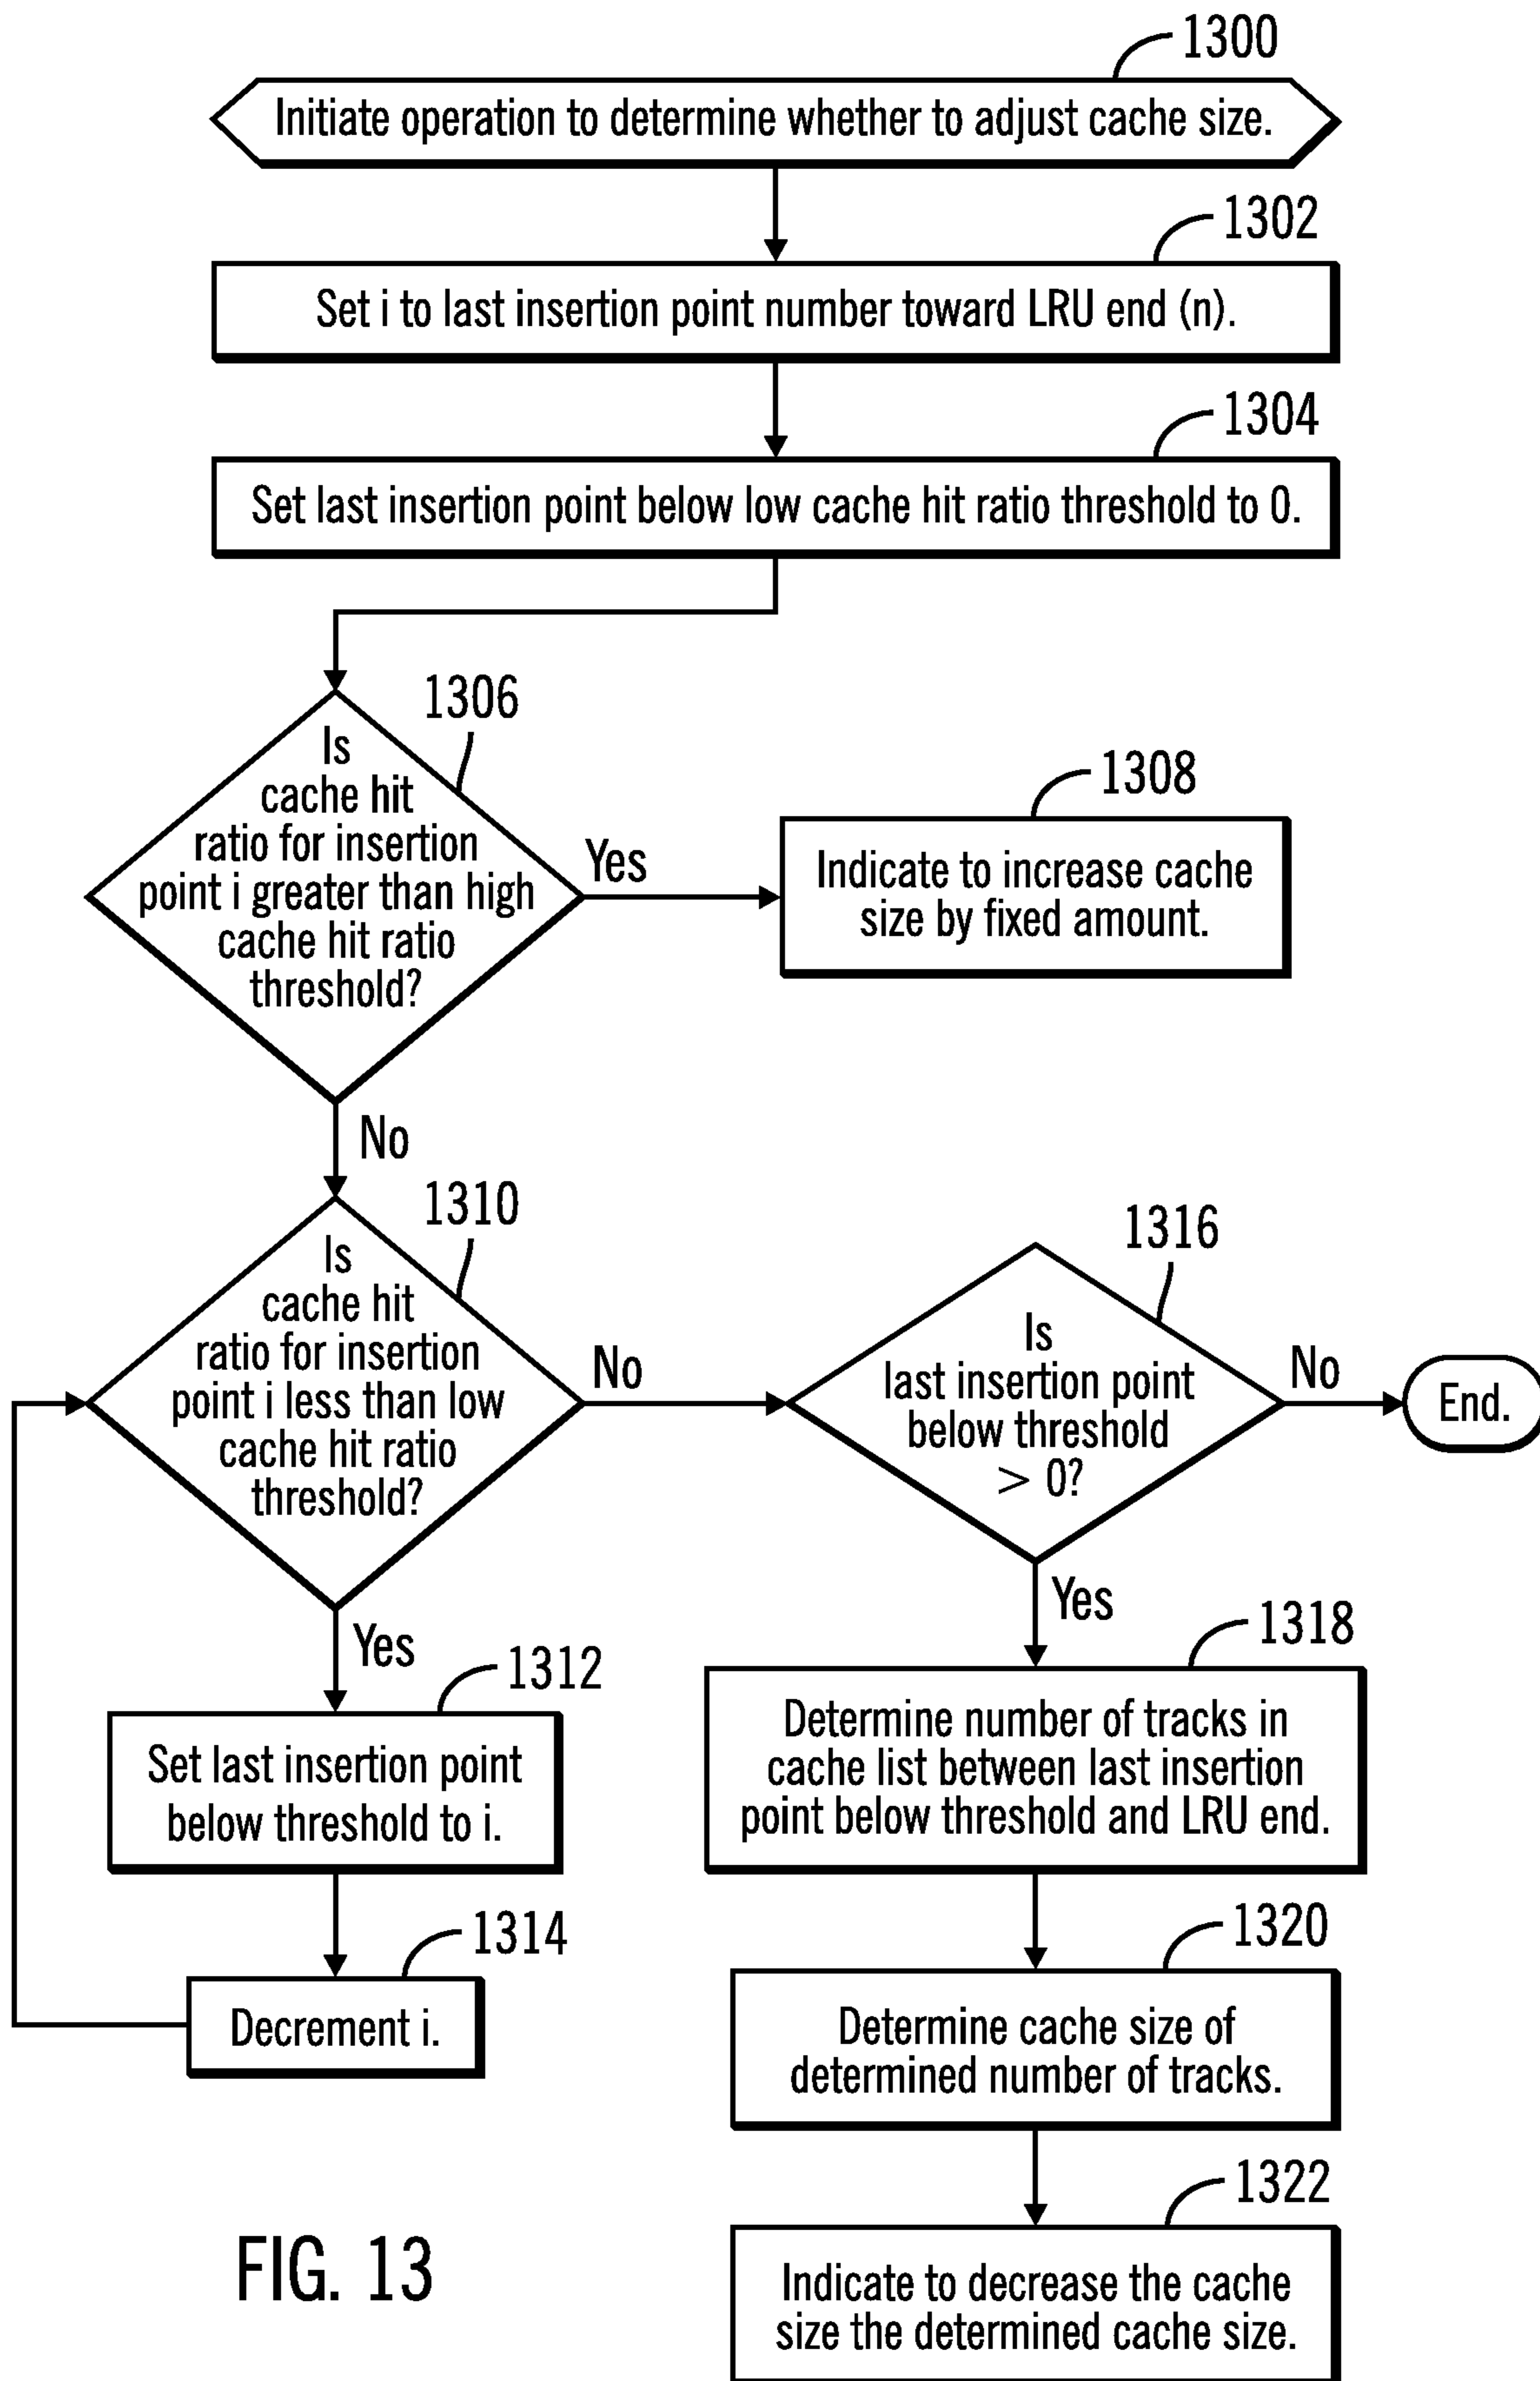 1300
Initiate operation to determine whether to adjust cache size.
1302
Set i to last insertion point number toward LRU end (n).
1304
Set last insertion point below low cache hit ratio threshold to 0.
1306
Is
cache hit
ratio for insertion
point i greater than high
cache hit ratio
threshold?
Yes
1308
Indicate to increase cache
size by fixed amount.
No
1310
Is
cache hit
ratio for insertion
point i less than low
cache hit ratio
threshold?
No
1316
Is
last insertion point
below threshold
> 0?
No
End.
Yes
1312
Set last insertion point
below threshold to i.
1314
Decrement i.
Yes
1318
Determine number of tracks in
cache list between last insertion
point below threshold and LRU end.
1320
Determine cache size of
determined number of tracks.
1322
Indicate to decrease the cache
size the determined cache size.
FIG. 13